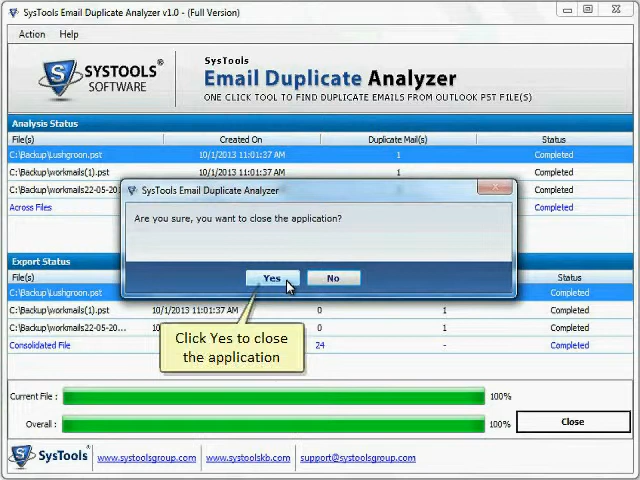 SysTools Email Duplicate Analyzer v1.0 - (Full Version)
Action Help
SYSTOOLS®
SOFTWARE
SysTools
Email Duplicate Analyzer
ONE CLICK TOOL TO FIND DUPLICATE EMAILS FROM OUTLOOK PST FILE(S)
Analysis Status
File(s) Created On Duplicate Mail(s) Status
C:\Backup\Lushgroon.pst 10/1/2013 11:01:37 AM 1 Completed
C:\Backup\workmails(1).pst 10/1/2013 11:01:37 AM 1 Completed
C:\Backup\workmails22-05-20... Completed
Across Files Completed
SysTools Email Duplicate Analyzer
Are you sure, you want to close the application?
Yes No
Export Status
File(s) Status
C:\Backup\Lushgroon.pst Completed
C:\Backup\workmails(1).pst 10/1/2013 11:01:37 AM 0 1 Completed
C:\Backup\workmails22-05-20... 0 1 Completed
Consolidated File 24 - Completed
Click Yes to close
the application
Current File : 100%
Overall : 100%
Close
SysTools® www.systoolsgroup.com www.systoolskb.com support@systoolsgroup.com